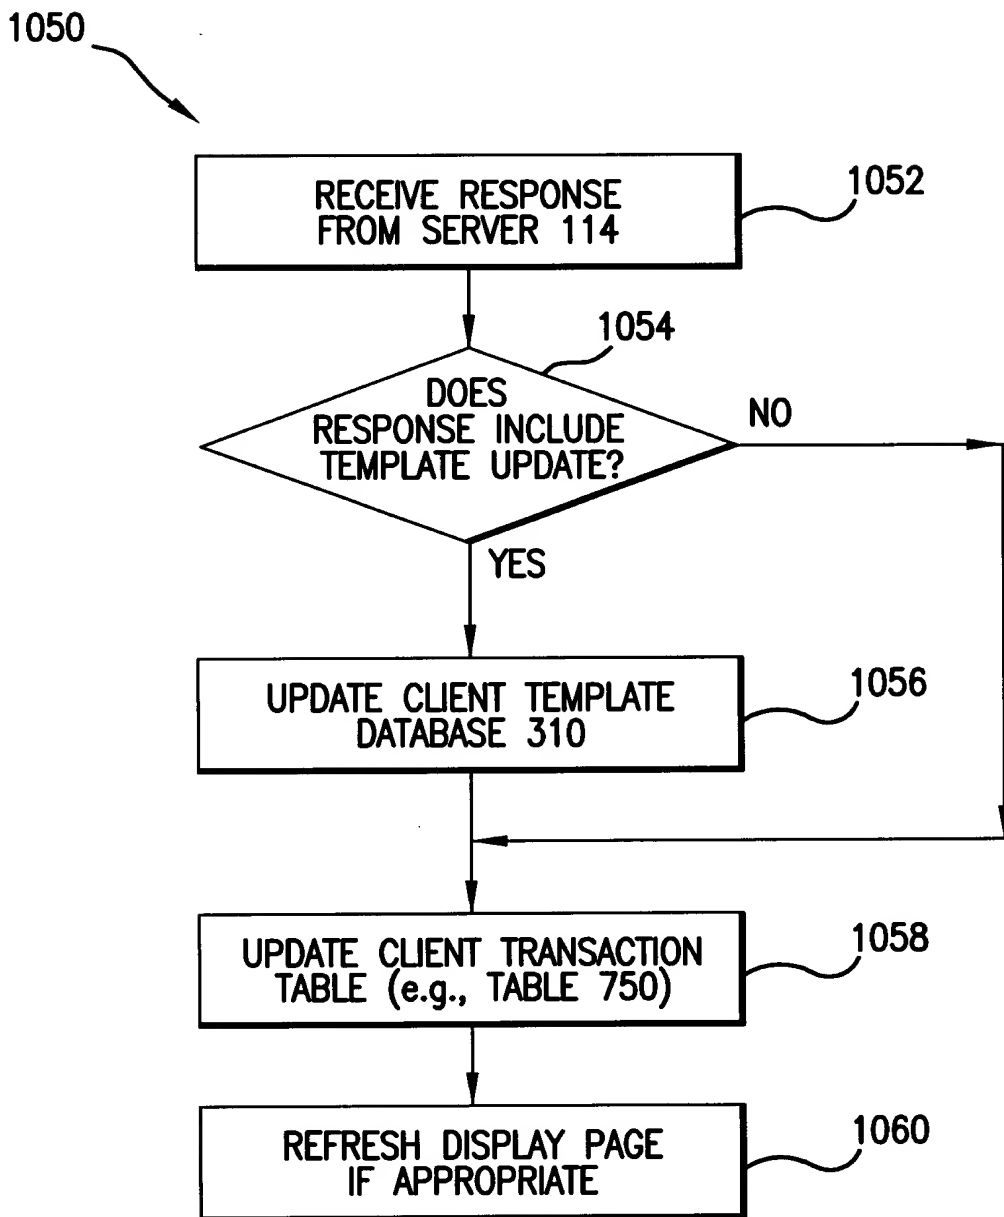 1050
RECEIVE RESPONSE
FROM SERVER 114
1052
1054
DOES
RESPONSE INCLUDE
TEMPLATE UPDATE?
NO
YES
UPDATE CLIENT TEMPLATE
DATABASE 310
1056
UPDATE CLIENT TRANSACTION
TABLE (e.g., TABLE 750)
1058
REFRESH DISPLAY PAGE
IF APPROPRIATE
1060